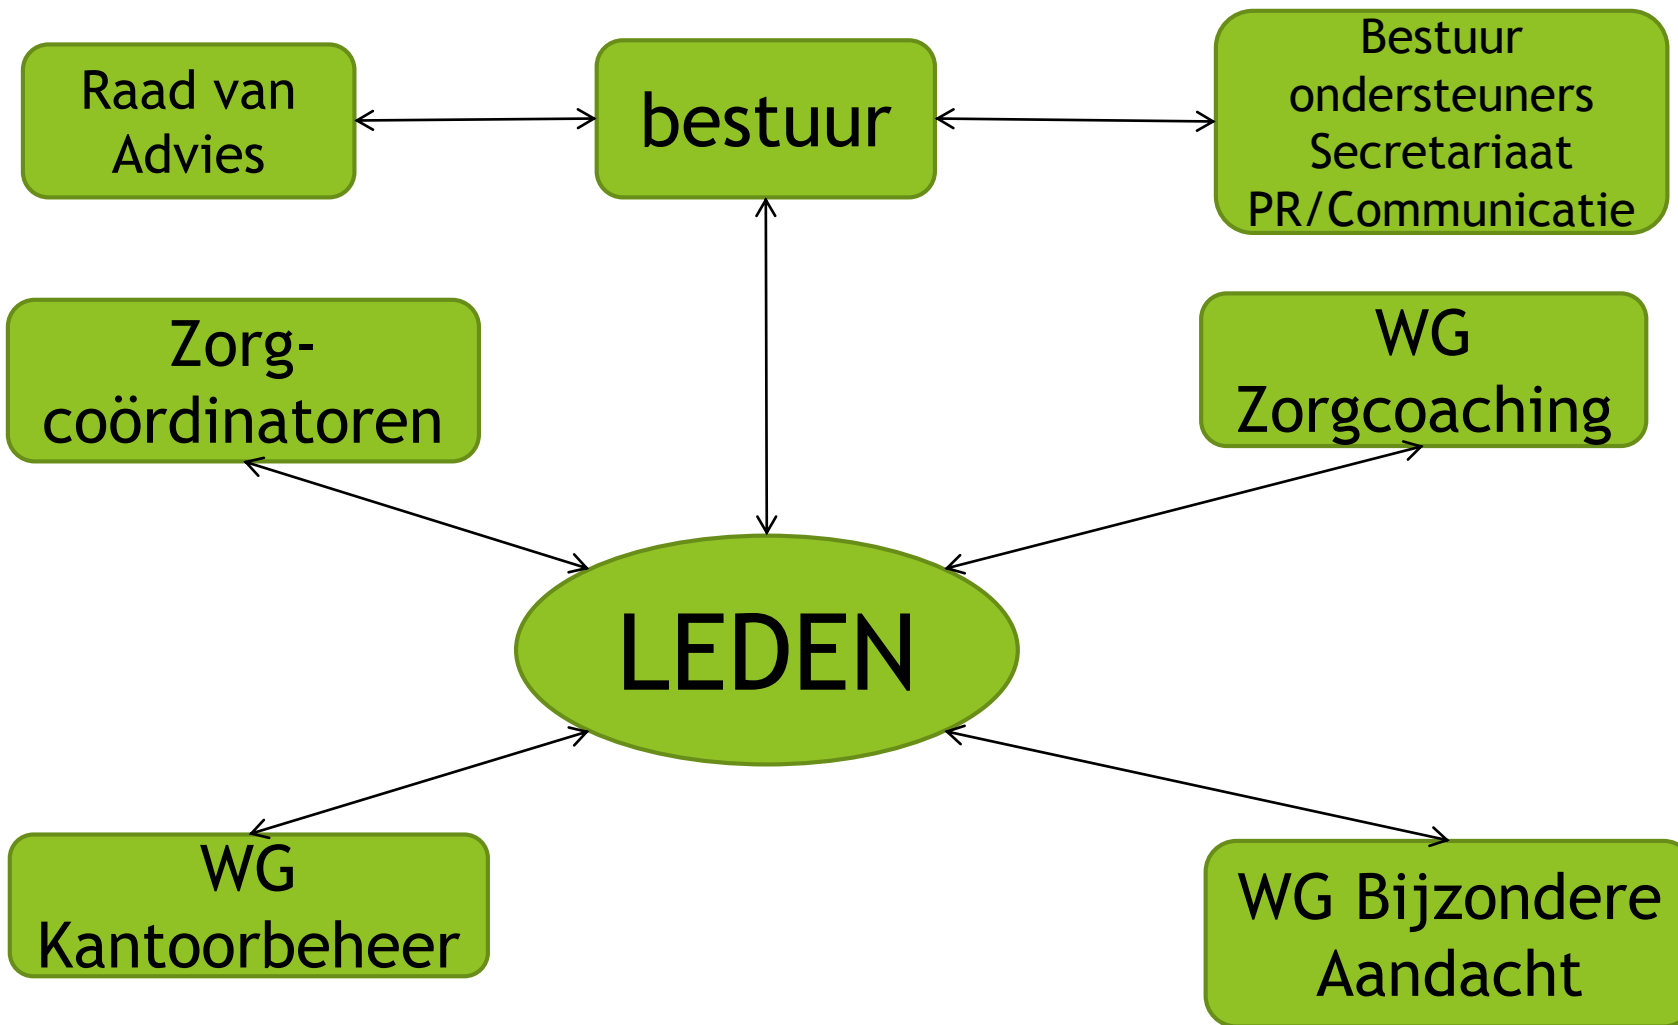 Raad van
Advies
bestuur
Bestuur
ondersteuners
Secretariaat
PR/Communicatie
Zorg-
coördinatoren
WG
Zorgcoaching
LEDEN
WG
Kantoorbeheer
WG Bijzondere
Aandacht